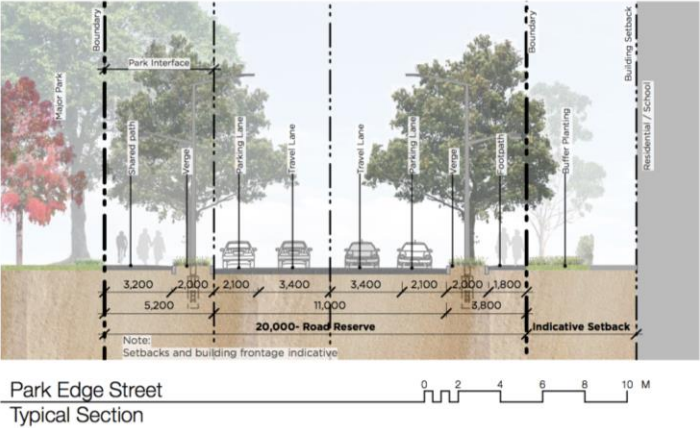 Boundary
Boundary
Building Setback
Park Interface
Major Park
Shared path
Verge
Parking Lane
Travel Lane
Travel Lane
Parking Lane
Verge
Footpath
Buffer Planting
Residential / School
3,200 2,000 2,100 3,400 3,400 2,100 2,000 1,800
5,200 11,000 3,800
20,000- Road Reserve Indicative Setback
Note:
Setbacks and building frontage indicative
Park Edge Street
0 2 4 6 8 10 M
Typical Section